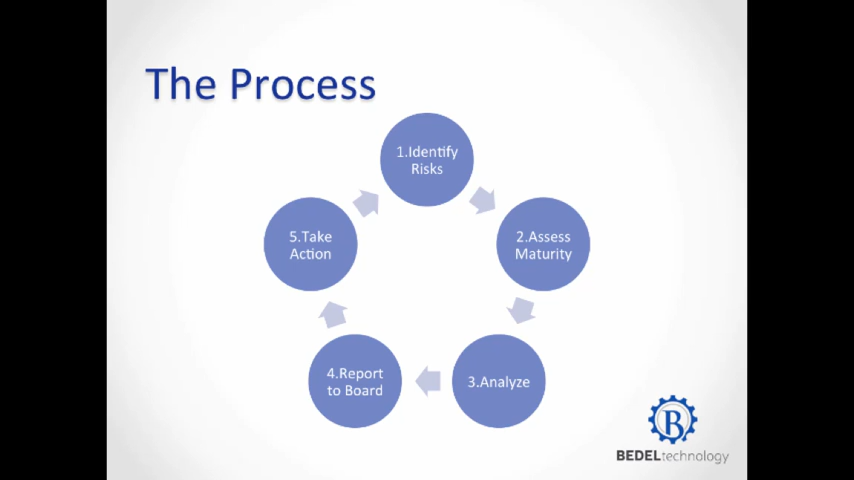 The Process
1.Identify
Risks
2.Assess
Maturity
3.Analyze
4.Report
to Board
5.Take
Action
B
BEDELtechnology